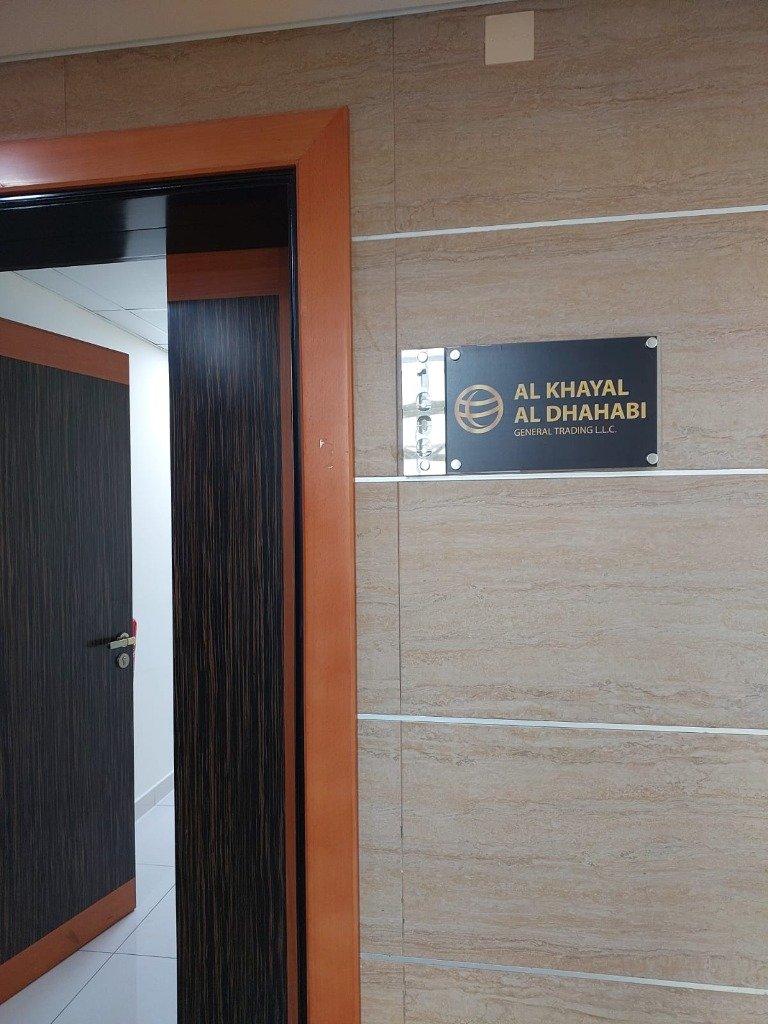 AL KHAYAL
AL DHAHABI
GENERAL TRADING L.L.C.